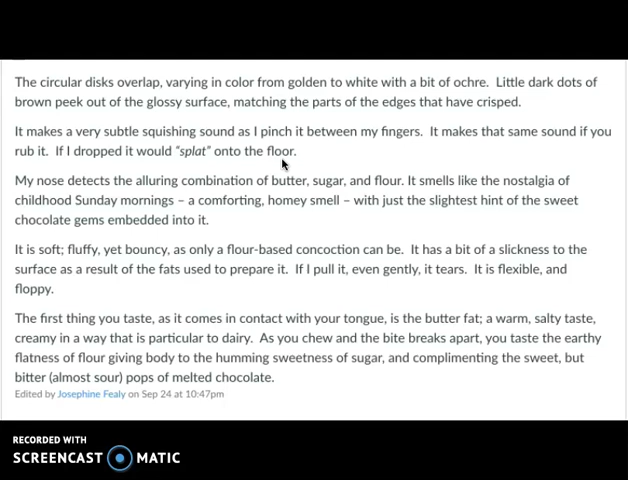 The circular disks overlap, varying in color from golden to white with a bit of ochre.  Little dark dots of
brown peek out of the glossy surface, matching the parts of the edges that have crisped.
It makes a very subtle squishing sound as I pinch it between my fingers.  It makes that same sound if you
rub it.  If I dropped it would “splat” onto the floor.
My nose detects the alluring combination of butter, sugar, and flour. It smells like the nostalgia of
childhood Sunday mornings – a comforting, homey smell – with just the slightest hint of the sweet
chocolate gems embedded into it.
It is soft; fluffy, yet bouncy, as only a flour-based concoction can be.  It has a bit of a slickness to the
surface as a result of the fats used to prepare it.  If I pull it, even gently, it tears.  It is flexible, and
floppy.
The first thing you taste, as it comes in contact with your tongue, is the butter fat; a warm, salty taste,
creamy in a way that is particular to dairy.  As you chew and the bite breaks apart, you taste the earthy
flatness of flour giving body to the humming sweetness of sugar, and complimenting the sweet, but
bitter (almost sour) pops of melted chocolate.
Edited by Josephine Fealy on Sep 24 at 10:47pm
RECORDED WITH
SCREENCAST MATIC